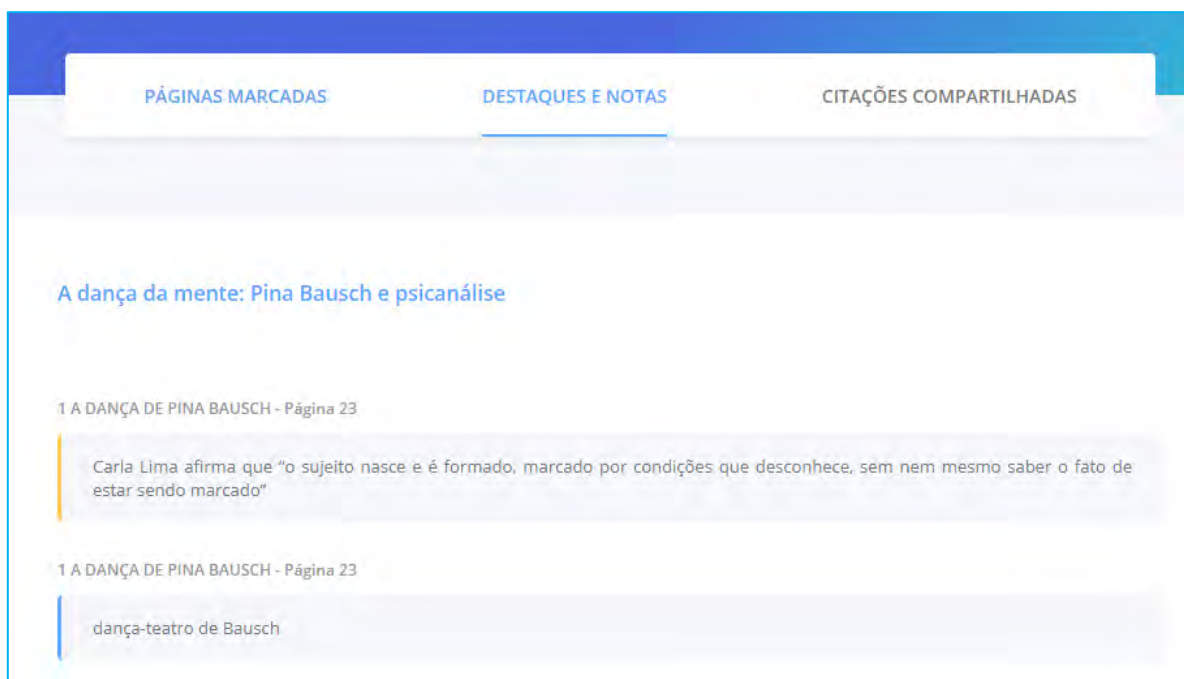 PÁGINAS MARCADAS DESTAQUES E NOTAS CITAÇÕES COMPARTILHADAS
A dança da mente: Pina Bausch e psicanálise
1 A DANÇA DE PINA BAUSCH - Página 23
Carla Lima afirma que “o sujeito nasce e é formado, marcado por condições que desconhece, sem nem mesmo saber o fato de
estar sendo marcado”
1 A DANÇA DE PINA BAUSCH - Página 23
dança-teatro de Bausch